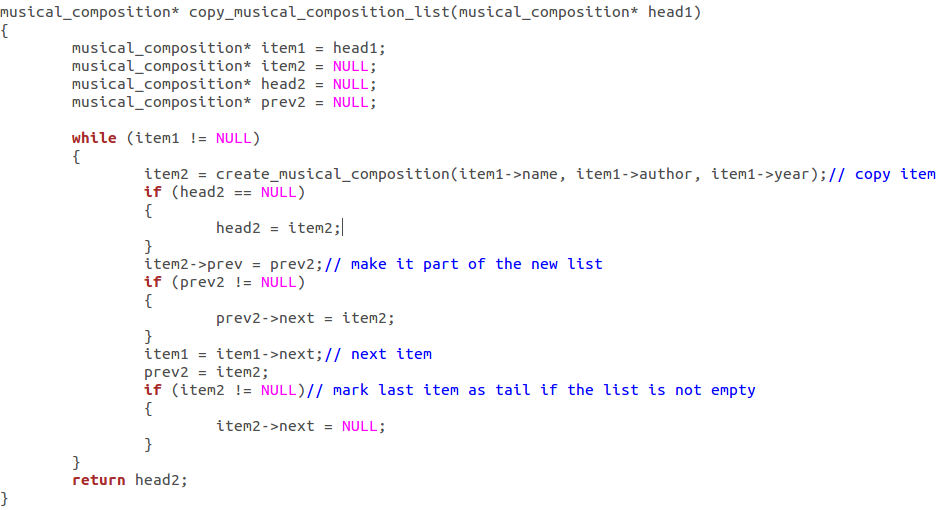 musical_composition* copy_musical_composition_list(musical_composition* head1)
{
        musical_composition* item1 = head1;
        musical_composition* item2 = NULL;
        musical_composition* head2 = NULL;
        musical_composition* prev2 = NULL;

        while (item1 != NULL)
        {
                item2 = create_musical_composition(item1->name, item1->author, item1->year);// copy item
                if (head2 == NULL)
                {
                        head2 = item2;
                }
                item2->prev = prev2;// make it part of the new list
                if (prev2 != NULL)
                {
                        prev2->next = item2;
                }
                item1 = item1->next;// next item
                prev2 = item2;
                if (item2 != NULL)// mark last item as tail if the list is not empty
                {
                        item2->next = NULL;
                }
        }
        return head2;
}